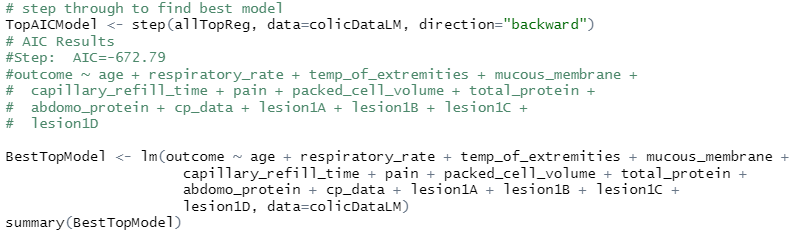 # step through to find best model
TopAICModel <- step(allTopReg, data=colicDataLM, direction="backward")
# AIC Results
#Step:  AIC=-672.79
#outcome ~ age + respiratory_rate + temp_of_extremities + mucous_membrane +
#  capillary_refill_time + pain + packed_cell_volume + total_protein +
#  abdomo_protein + cp_data + lesion1A + lesion1B + lesion1C +
#  lesion1D

BestTopModel <- lm(outcome ~ age + respiratory_rate + temp_of_extremities + mucous_membrane +
                     capillary_refill_time + pain + packed_cell_volume + total_protein +
                     abdomo_protein + cp_data + lesion1A + lesion1B + lesion1C +
                     lesion1D, data=colicDataLM)
summary(BestTopModel)